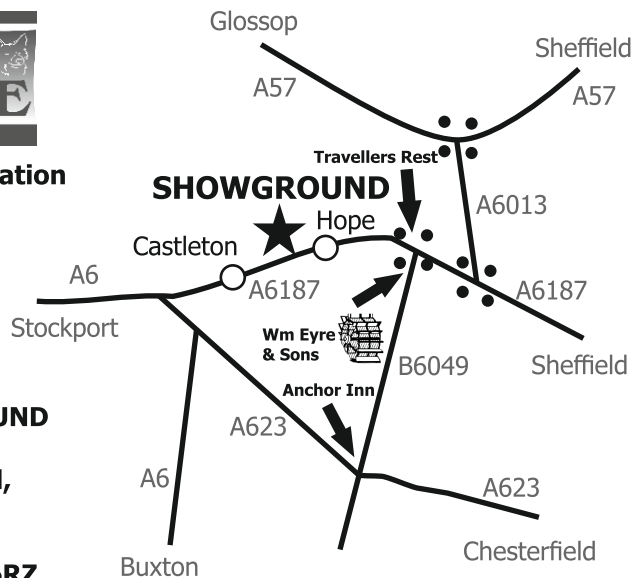 Glossop
Sheffield
A57
A57
E
ation
Travellers Rest
SHOWGROUND
A6013
Hope
Castleton
A6
A6187
A6187
Stockport
Wm Eyre
& Sons
B6049
Sheffield
Anchor Inn
UND
A623
A6
A623
Chesterfield
Buxton